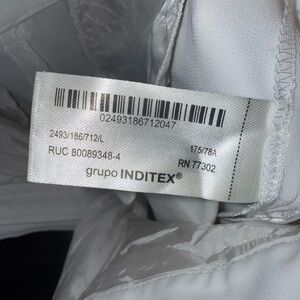 02493186712047
2493/186/712/L 175/78A
RUC 80089348-4 RN 77302
grupo INDITEX®